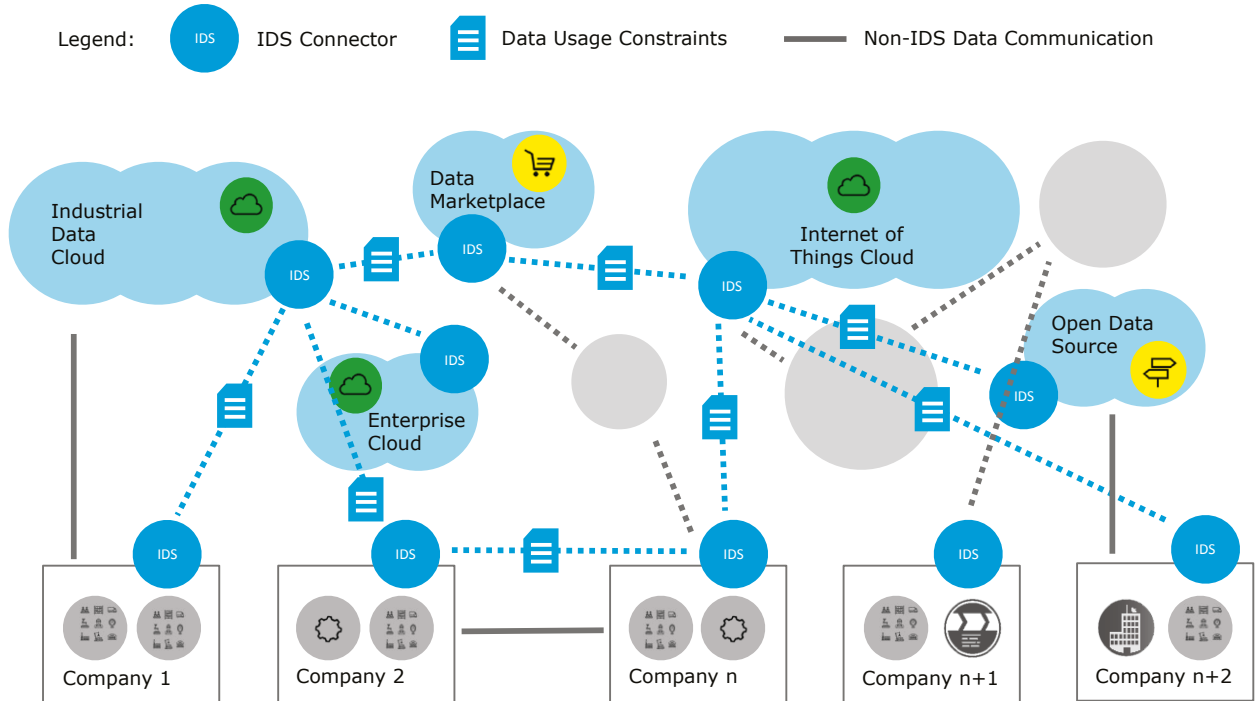 Legend:
IDS
IDS Connector
Data Usage Constraints
Non-IDS Data Communication
Industrial
Data
Cloud
Data
Marketplace
Internet of
Things Cloud
IDS
IDS
IDS
Open Data
Source
IDS
IDS
Enterprise
Cloud
IDS
IDS
IDS
IDS
IDS
Company 1
Company 2
Company n
Company n+1
Company n+2